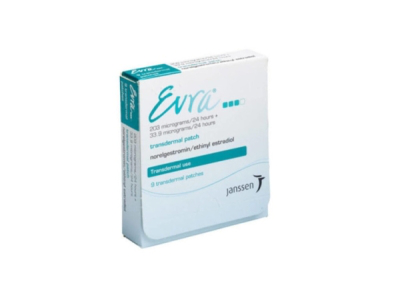 Evra®
203 micrograms/24 hours +
33.9 micrograms/24 hours
transdermal patch
norelgestromin/ethinyl estradiol
Transdermal use
9 transdermal patches
janssen